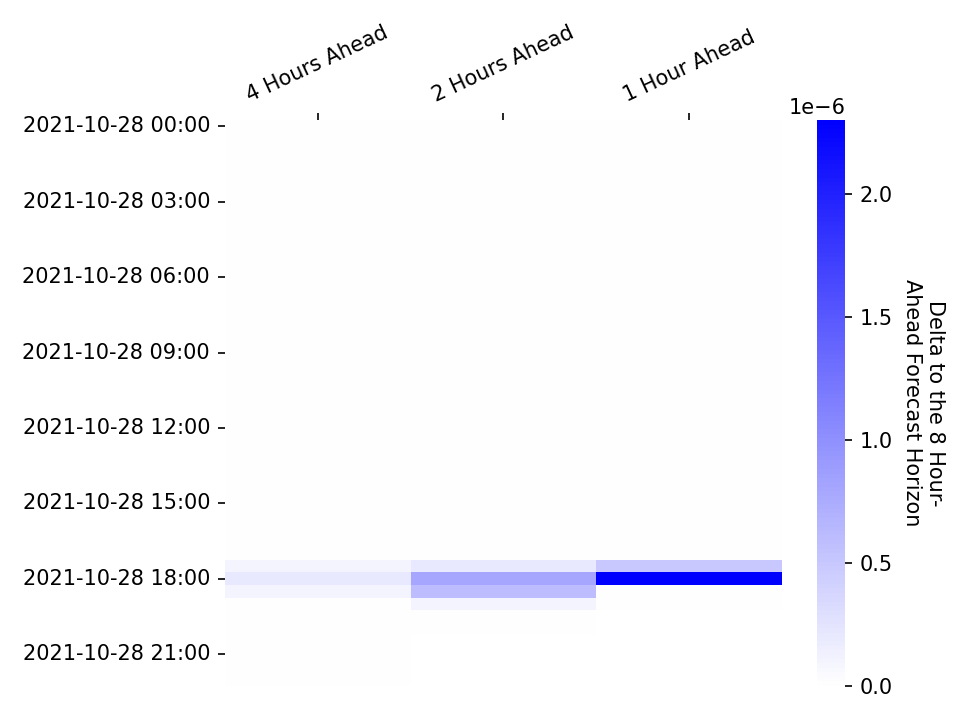 4 Hours Ahead
2 Hours Ahead
1 Hour Ahead
1e−6
2021-10-28 00:00
2021-10-28 03:00
2021-10-28 06:00
2021-10-28 09:00
2021-10-28 12:00
2021-10-28 15:00
2021-10-28 18:00
2021-10-28 21:00
2.0
1.5
1.0
0.5
0.0
Delta to the 8 Hour-
Ahead Forecast Horizon